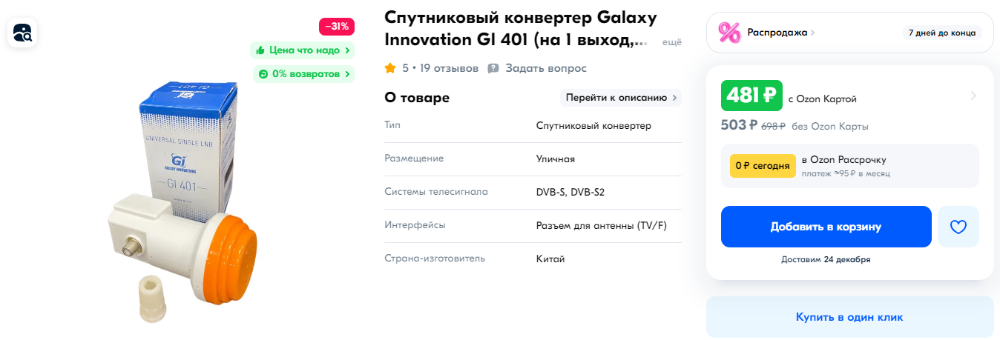 −31%
Цена что надо
0% возвратов
GI 401
Gi
UNIVERSAL SINGLE LNB
Gi
GALAXY INNOVATIONS
GI 401
Спутниковый конвертер Galaxy
Innovation GI 401 (на 1 выход,...
ещё
5 • 19 отзывов
Задать вопрос
О товаре
Перейти к описанию
Тип
Спутниковый конвертер
Размещение
Уличная
Системы телесигнала
DVB-S, DVB-S2
Интерфейсы
Разъем для антенны (TV/F)
Страна-изготовитель
Китай
%
Распродажа
7 дней до конца
481 ₽ с Ozon Картой
503 ₽ 698 ₽ без Ozon Карты
0 ₽ сегодня
в Ozon Рассрочку
платеж ≈95 ₽ в месяц
Добавить в корзину
Доставим 24 декабря
Купить в один клик